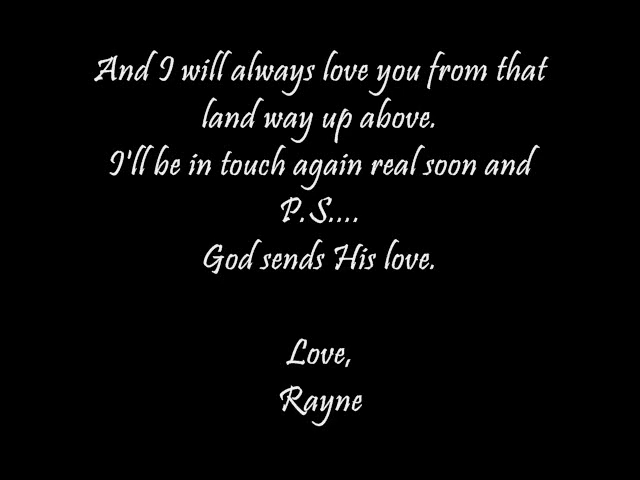 And I will always love you from that
land way up above.
I'll be in touch again real soon and
P.S....
God sends His love.
Love,
Rayne